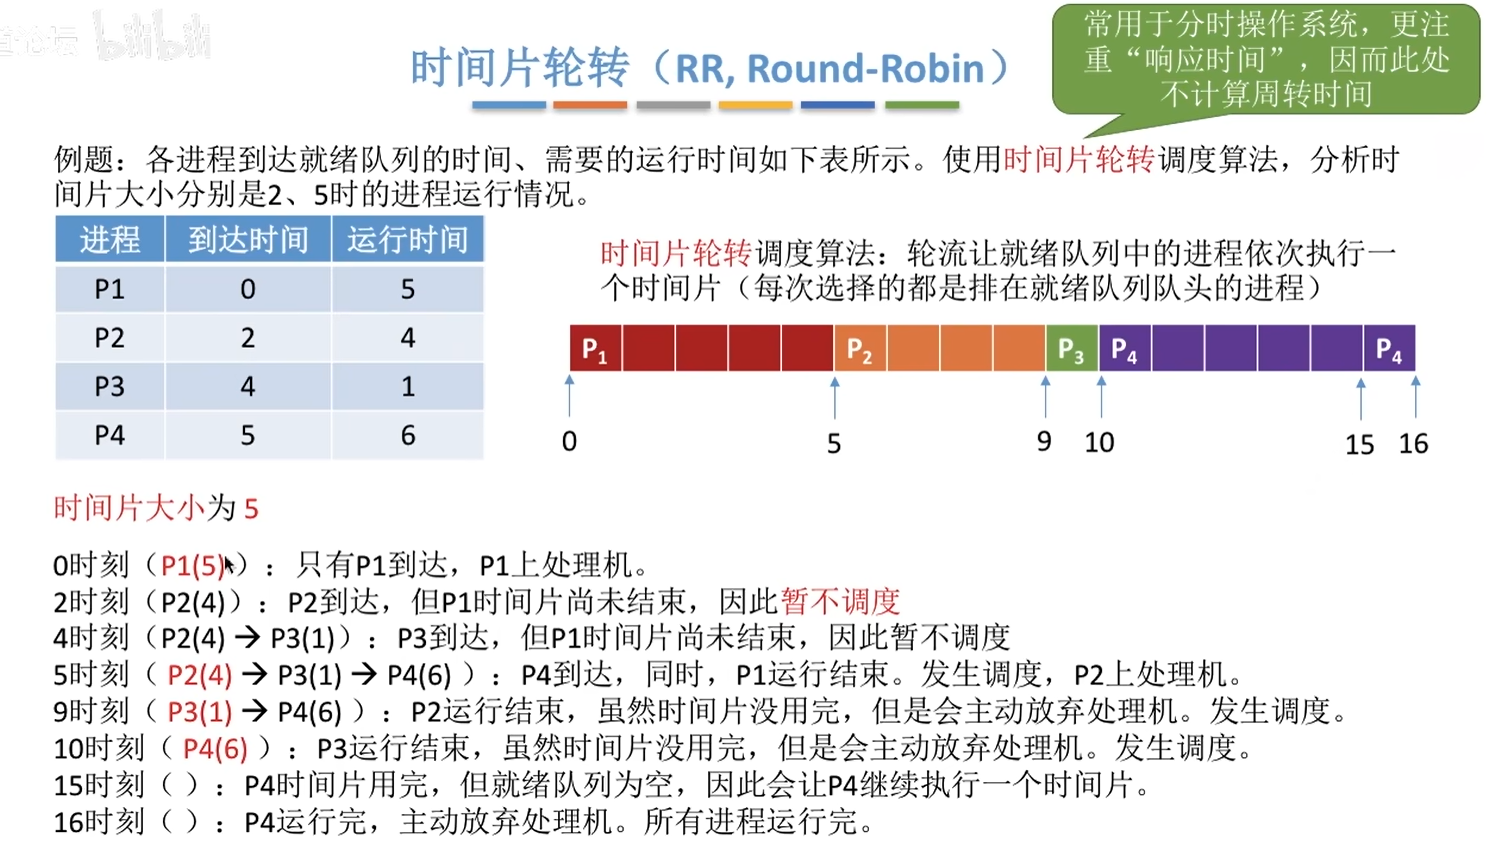 论坛 bilibili
常用于分时操作系统，更注
重“响应时间”，因而此处
不计算周转时间
时间片轮转（RR, Round-Robin）
例题：各进程到达就绪队列的时间、需要的运行时间如下表所示。使用时间片轮转调度算法，分析时
间片大小分别是2、5时的进程运行情况。
进程 到达时间 运行时间
P1 0 5
P2 2 4
P3 4 1
P4 5 6
时间片轮转调度算法：轮流让就绪队列中的进程依次执行一
个时间片（每次选择的都是排在就绪队列队头的进程）
P1 P2 P3 P4 P4
0 5 9 10 15 16
时间片大小为 5
0时刻（P1(5)）：只有P1到达，P1上处理机。
2时刻（P2(4)）：P2到达，但P1时间片尚未结束，因此暂不调度
4时刻（P2(4) → P3(1)）：P3到达，但P1时间片尚未结束，因此暂不调度
5时刻（ P2(4) → P3(1) → P4(6) ）：P4到达，同时，P1运行结束。发生调度，P2上处理机。
9时刻（ P3(1) → P4(6) ）：P2运行结束，虽然时间片没用完，但是会主动放弃处理机。发生调度。
10时刻（ P4(6) ）：P3运行结束，虽然时间片没用完，但是会主动放弃处理机。发生调度。
15时刻（ ）：P4时间片用完，但就绪队列为空，因此会让P4继续执行一个时间片。
16时刻（ ）：P4运行完，主动放弃处理机。所有进程运行完。